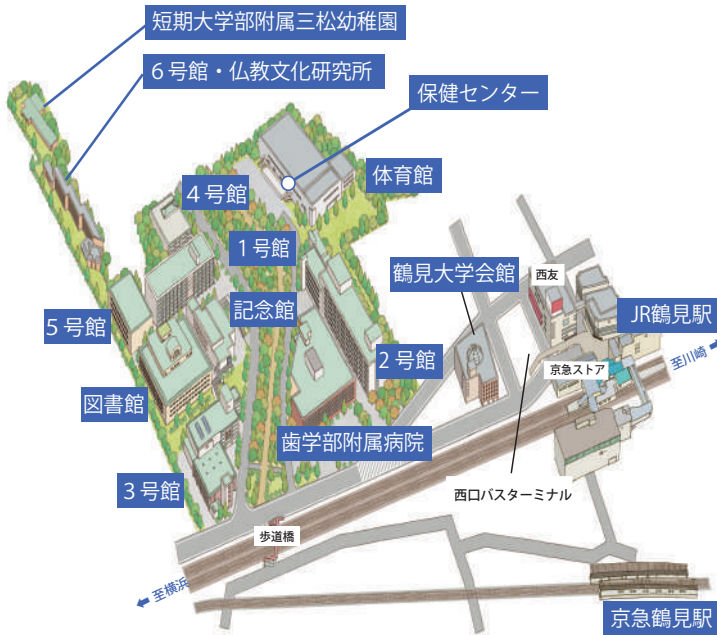 短期大学部附属三松幼稚園
６号館・仏教文化研究所
保健センター
体育館
４号館
１号館
鶴見大学会館
西友
記念館
JR鶴見駅
５号館
２号館
至川崎
京急ストア
図書館
歯学部附属病院
３号館
西口バスターミナル
歩道橋
至横浜
京急鶴見駅